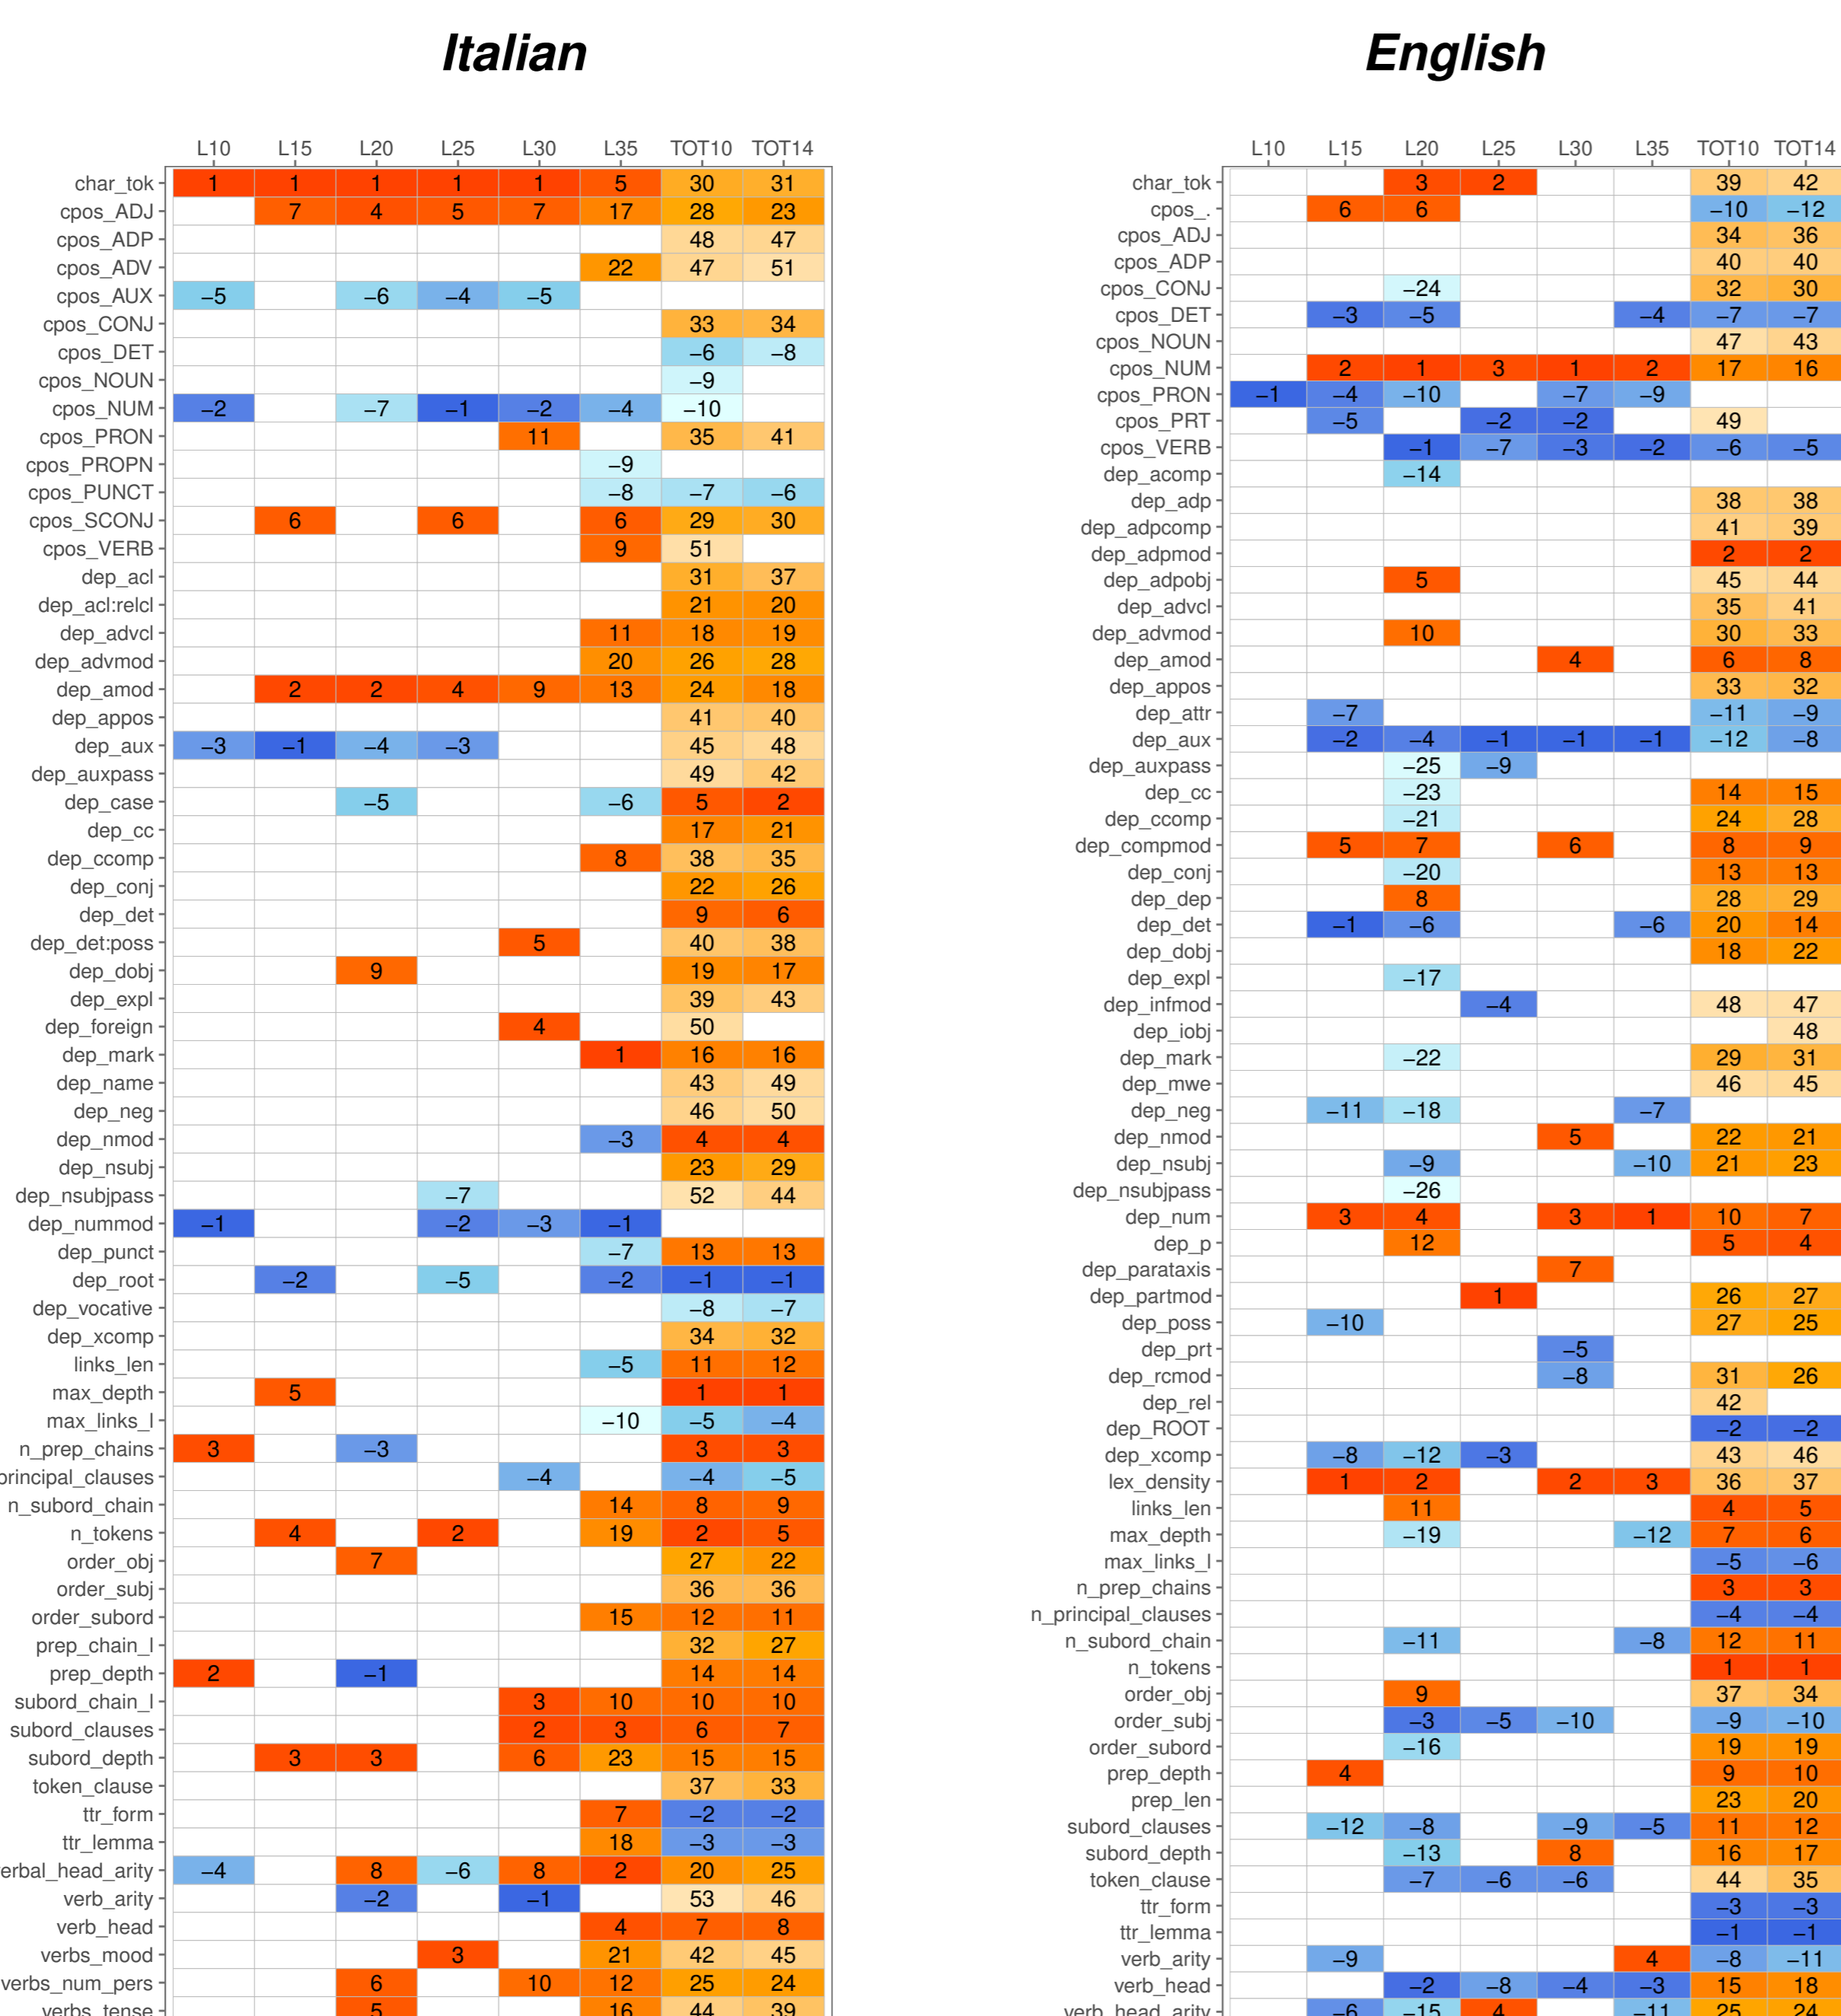 Italian
L10 L15 L20 L25 L30 L35 TOT10 TOT14
char_tok 1 1 1 1 1 5 30 31
cpos_ADJ 7 4 5 7 17 28 23
cpos_ADP 48 47
cpos_ADV 22 47 51
cpos_AUX −5 −6 −4 −5
cpos_CONJ 33 34
cpos_DET −6 −8
cpos_NOUN −9
cpos_NUM −2 −7 −1 −2 −4 −10
cpos_PRON 11 35 41
cpos_PROPN −9
cpos_PUNCT −8 −7 −6
cpos_SCONJ 6 6 6 29 30
cpos_VERB 9 51
dep_acl 31 37
dep_acl:relcl 21 20
dep_advcl 11 18 19
dep_advmod 20 26 28
dep_amod 2 2 4 9 13 24 18
dep_appos 41 40
dep_aux −3 −1 −4 −3 45 48
dep_auxpass 49 42
dep_case −5 −6 5 2
dep_cc 17 21
dep_ccomp 8 38 35
dep_conj 22 26
dep_det 9 6
dep_det:poss 5 40 38
dep_dobj 9 19 17
dep_expl 39 43
dep_foreign 4 50
dep_mark 1 16 16
dep_name 43 49
dep_neg 46 50
dep_nmod −3 4 4
dep_nsubj 23 29
dep_nsubjpass −7 52 44
dep_nummod −1 −2 −3 −1
dep_punct −7 13 13
dep_root −2 −5 −2 −1 −1
dep_vocative −8 −7
dep_xcomp 34 32
links_len −5 11 12
max_depth 5 1 1
max_links_l −10 −5 −4
n_prep_chains 3 −3 3 3
principal_clauses −4 −4 −5
n_subord_chain 14 8 9
n_tokens 4 2 19 2 5
order_obj 7 27 22
order_subj 36 36
order_subord 15 12 11
prep_chain_l 32 27
prep_depth 2 −1 14 14
subord_chain_l 3 10 10 10
subord_clauses 2 3 6 7
subord_depth 3 3 6 23 15 15
token_clause 37 33
ttr_form 7 −2 −2
ttr_lemma 18 −3 −3
verbal_head_arity −4 8 −6 8 2 20 25
verb_arity −2 −1 53 46
verb_head 4 7 8
verbs_mood 3 21 42 45
verbs_num_pers 6 10 12 25 24
verbs_tense 5 16 44 39
English
L10 L15 L20 L25 L30 L35 TOT10 TOT14
char_tok 3 2 39 42
cpos_. 6 6 −10 −12
cpos_ADJ 34 36
cpos_ADP 40 40
cpos_CONJ −24 32 30
cpos_DET −3 −5 −4 −7 −7
cpos_NOUN 47 43
cpos_NUM 2 1 3 1 2 17 16
cpos_PRON −1 −4 −10 −7 −9
cpos_PRT −5 −2 −2 49
cpos_VERB −1 −7 −3 −2 −6 −5
dep_acomp −14
dep_adp 38 38
dep_adpcomp 41 39
dep_adpmod 2 2
dep_adpobj 5 45 44
dep_advcl 35 41
dep_advmod 10 30 33
dep_amod 4 6 8
dep_appos 33 32
dep_attr −7 −11 −9
dep_aux −2 −4 −1 −1 −1 −12 −8
dep_auxpass −25 −9
dep_cc −23 14 15
dep_ccomp −21 24 28
dep_compmod 5 7 6 8 9
dep_conj −20 13 13
dep_dep 8 28 29
dep_det −1 −6 −6 20 14
dep_dobj 18 22
dep_expl −17
dep_infmod −4 48 47
dep_iobj 48
dep_mark −22 29 31
dep_mwe 46 45
dep_neg −11 −18 −7
dep_nmod 5 22 21
dep_nsubj −9 −10 21 23
dep_nsubjpass −26
dep_num 3 4 3 1 10 7
dep_p 12 5 4
dep_parataxis 7
dep_partmod 1 26 27
dep_poss −10 27 25
dep_prt −5
dep_rcmod −8 31 26
dep_rel 42
dep_ROOT −2 −2
dep_xcomp −8 −12 −3 43 46
lex_density 1 2 2 3 36 37
links_len 11 4 5
max_depth −19 −12 7 6
max_links_l −5 −6
n_prep_chains 3 3
n_principal_clauses −4 −4
n_subord_chain −11 −8 12 11
n_tokens 1 1
order_obj 9 37 34
order_subj −3 −5 −10 −9 −10
order_subord −16 19 19
prep_depth 4 9 10
prep_len 23 20
subord_clauses −12 −8 −9 −5 11 12
subord_depth −13 8 16 17
token_clause −7 −6 −6 44 35
ttr_form −3 −3
ttr_lemma −1 −1
verb_arity −9 4 −8 −11
verb_head −2 −8 −4 −3 15 18
verb_head_arity −6 −15 4 −11 25 24